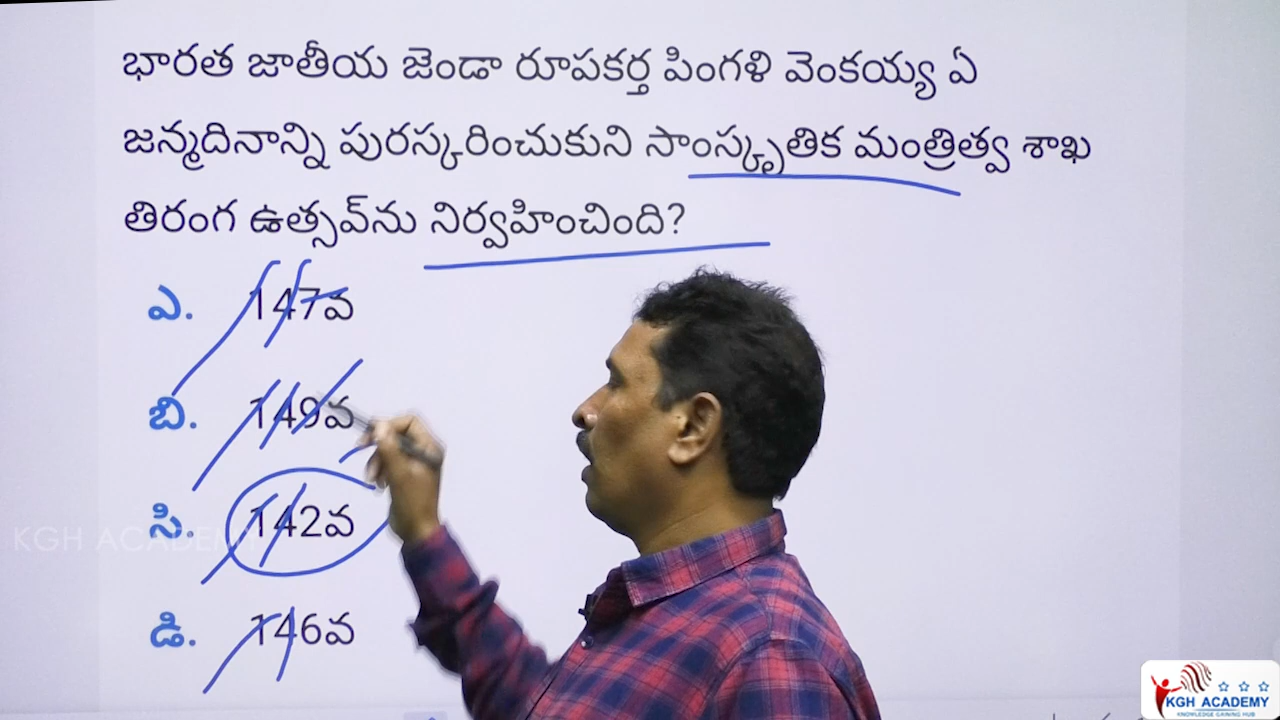 భారత జాతీయ జెండా రూపకర్త పింగళి వెంకయ్య ఏ
జన్మదినాన్ని పురస్కరించుకుని సాంస్కృతిక మంత్రిత్వ శాఖ
తిరంగ ఉత్సవ్‌ను నిర్వహించింది?
ఎ. 147వ
బి. 149వ
సి. 142వ
డి. 146వ
KGH ACADEMY
KGH ACADEMY
KNOWLEDGE GAINING HUB